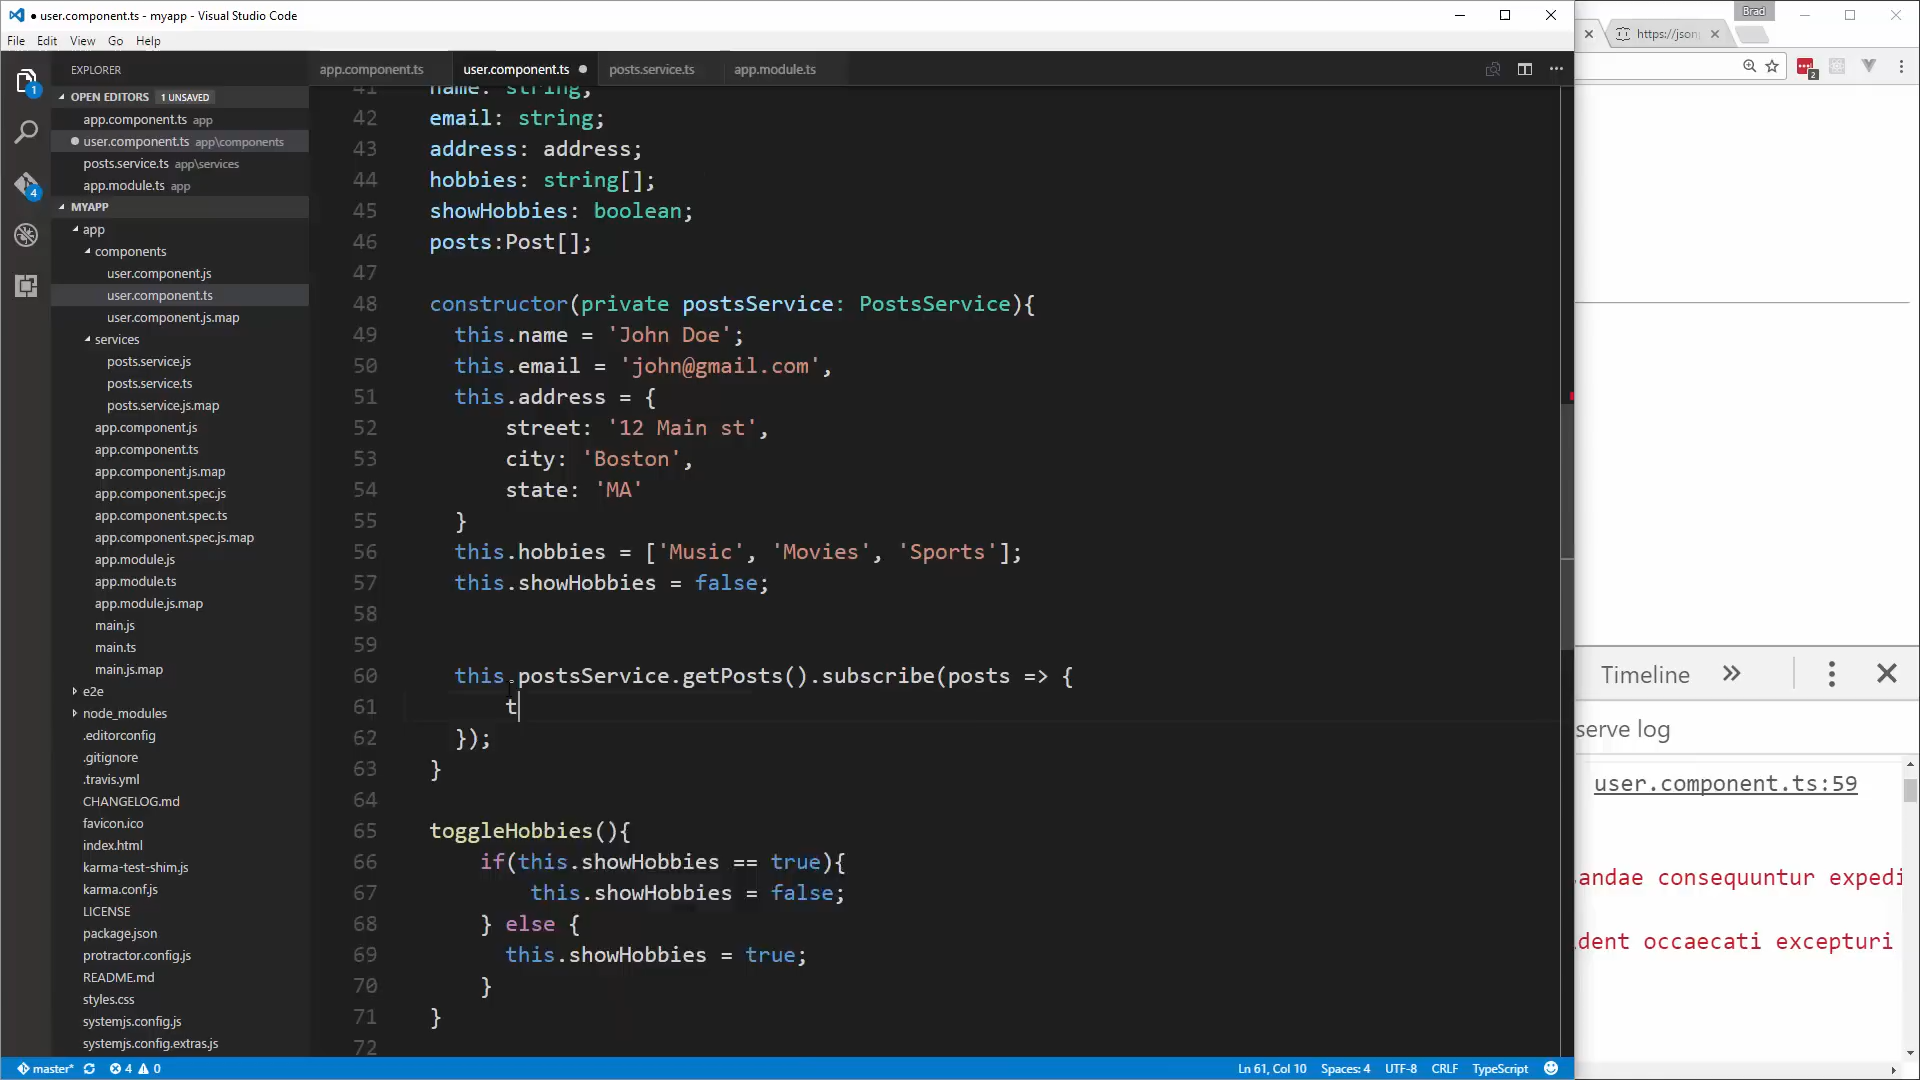 ● user.component.ts - myapp - Visual Studio Code
Brad
File Edit View Go Help
https://json
EXPLORER
app.component.ts
user.component.ts
posts.service.ts
app.module.ts
OPEN EDITORS 1 UNSAVED
app.component.ts app
user.component.ts app\components
posts.service.ts app\services
app.module.ts app
MYAPP
app
components
user.component.js
user.component.ts
user.component.js.map
services
posts.service.js
posts.service.ts
posts.service.js.map
app.component.js
app.component.ts
app.component.js.map
app.component.spec.js
app.component.spec.ts
app.component.spec.js.map
app.module.js
app.module.ts
app.module.js.map
main.js
main.ts
main.js.map
e2e
node_modules
.editorconfig
.gitignore
.travis.yml
CHANGELOG.md
favicon.ico
index.html
karma-test-shim.js
karma.conf.js
LICENSE
package.json
protractor.config.js
README.md
styles.css
systemjs.config.js
systemjs.config.extras.js
1
4
2
41 name: string;
42 email: string;
43 address: address;
44 hobbies: string[];
45 showHobbies: boolean;
46 posts:Post[];
47
48 constructor(private postsService: PostsService){
49 this.name = 'John Doe';
50 this.email = 'john@gmail.com',
51 this.address = {
52 street: '12 Main st',
53 city: 'Boston',
54 state: 'MA'
55 }
56 this.hobbies = ['Music', 'Movies', 'Sports'];
57 this.showHobbies = false;
58
59
60 this.postsService.getPosts().subscribe(posts => {
61 t
62 });
63 }
64
65 toggleHobbies(){
66 if(this.showHobbies == true){
67 this.showHobbies = false;
68 } else {
69 this.showHobbies = true;
70 }
71 }
72
Timeline
serve log
user.component.ts:59
andae consequuntur expedi
dent occaecati excepturi
master* 4 0
Ln 61, Col 10 Spaces: 4 UTF-8 CRLF TypeScript